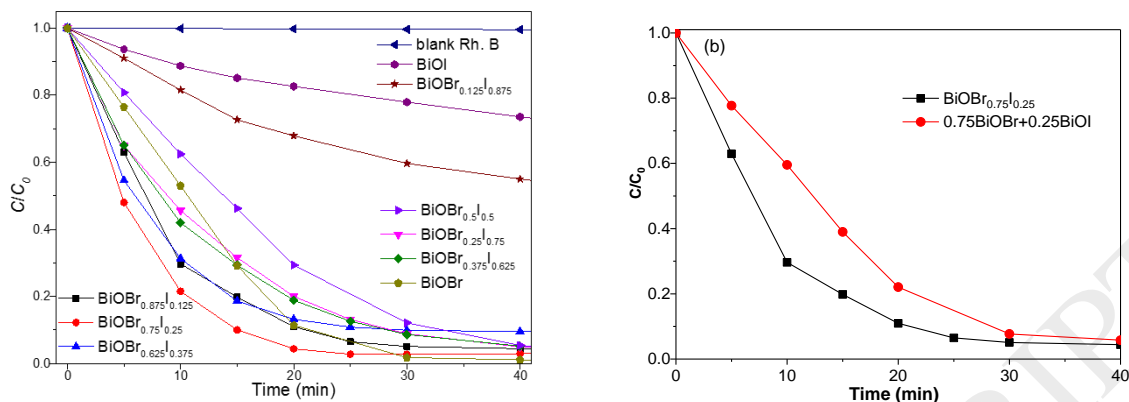 C/C₀
1.0
0.8
0.6
0.4
0.2
0.0
blank Rh. B
BiOI
BiOBr₀.₁₂₅I₀.₈₇₅
BiOBr₀.₅I₀.₅
BiOBr₀.₂₅I₀.₇₅
BiOBr₀.₃₇₅I₀.₆₂₅
BiOBr
BiOBr₀.₈₇₅I₀.₁₂₅
BiOBr₀.₇₅I₀.₂₅
BiOBr₀.₆₂₅I₀.₃₇₅
0 10 20 30 40
Time (min)
(b)
C/C₀
1.0
0.8
0.6
0.4
0.2
0.0
BiOBr₀.₇₅I₀.₂₅
0.75BiOBr+0.25BiOI
0 10 20 30 40
Time (min)